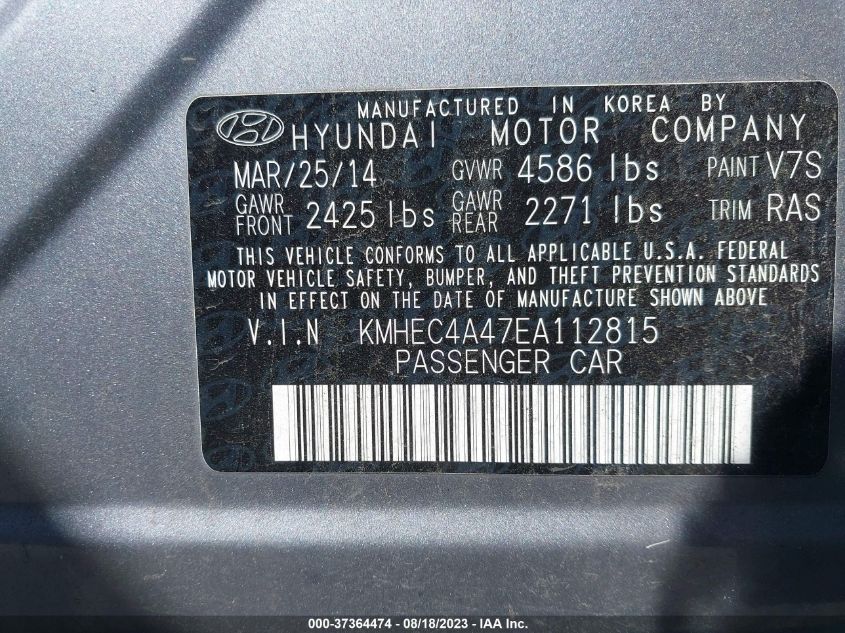 MANUFACTURED IN KOREA BY
HYUNDAI MOTOR COMPANY
MAR/25/14 GVWR 4586 lbs PAINT V7S
GAWR FRONT 2425 lbs GAWR REAR 2271 lbs TRIM RAS
THIS VEHICLE CONFORMS TO ALL APPLICABLE U.S.A. FEDERAL
MOTOR VEHICLE SAFETY, BUMPER, AND THEFT PREVENTION STANDARDS
IN EFFECT ON THE DATE OF MANUFACTURE SHOWN ABOVE
V.I.N KMHEC4A47EA112815
PASSENGER CAR
000-37364474 - 08/18/2023 - IAA Inc.